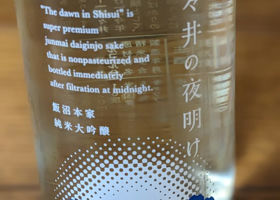 "The dawn in Shisui" is
super premium
junmai daiginjo sake
that is nonpasteurized and
bottled immediately
after filtration at midnight.
飯沼本家
純米大吟醸
々井の夜明け